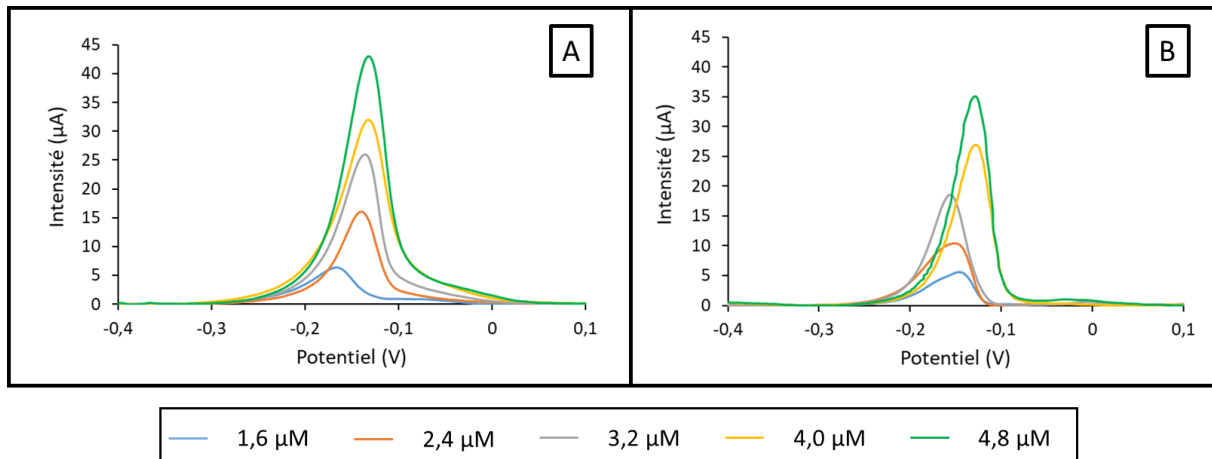 A
45
40
35
30
25
20
15
10
5
0
Intensité (µA)
-0,4 -0,3 -0,2 -0,1 0 0,1
Potentiel (V)
B
45
40
35
30
25
20
15
10
5
0
Intensité (µA)
-0,4 -0,3 -0,2 -0,1 0 0,1
Potentiel (V)
1,6 µM 2,4 µM 3,2 µM 4,0 µM 4,8 µM